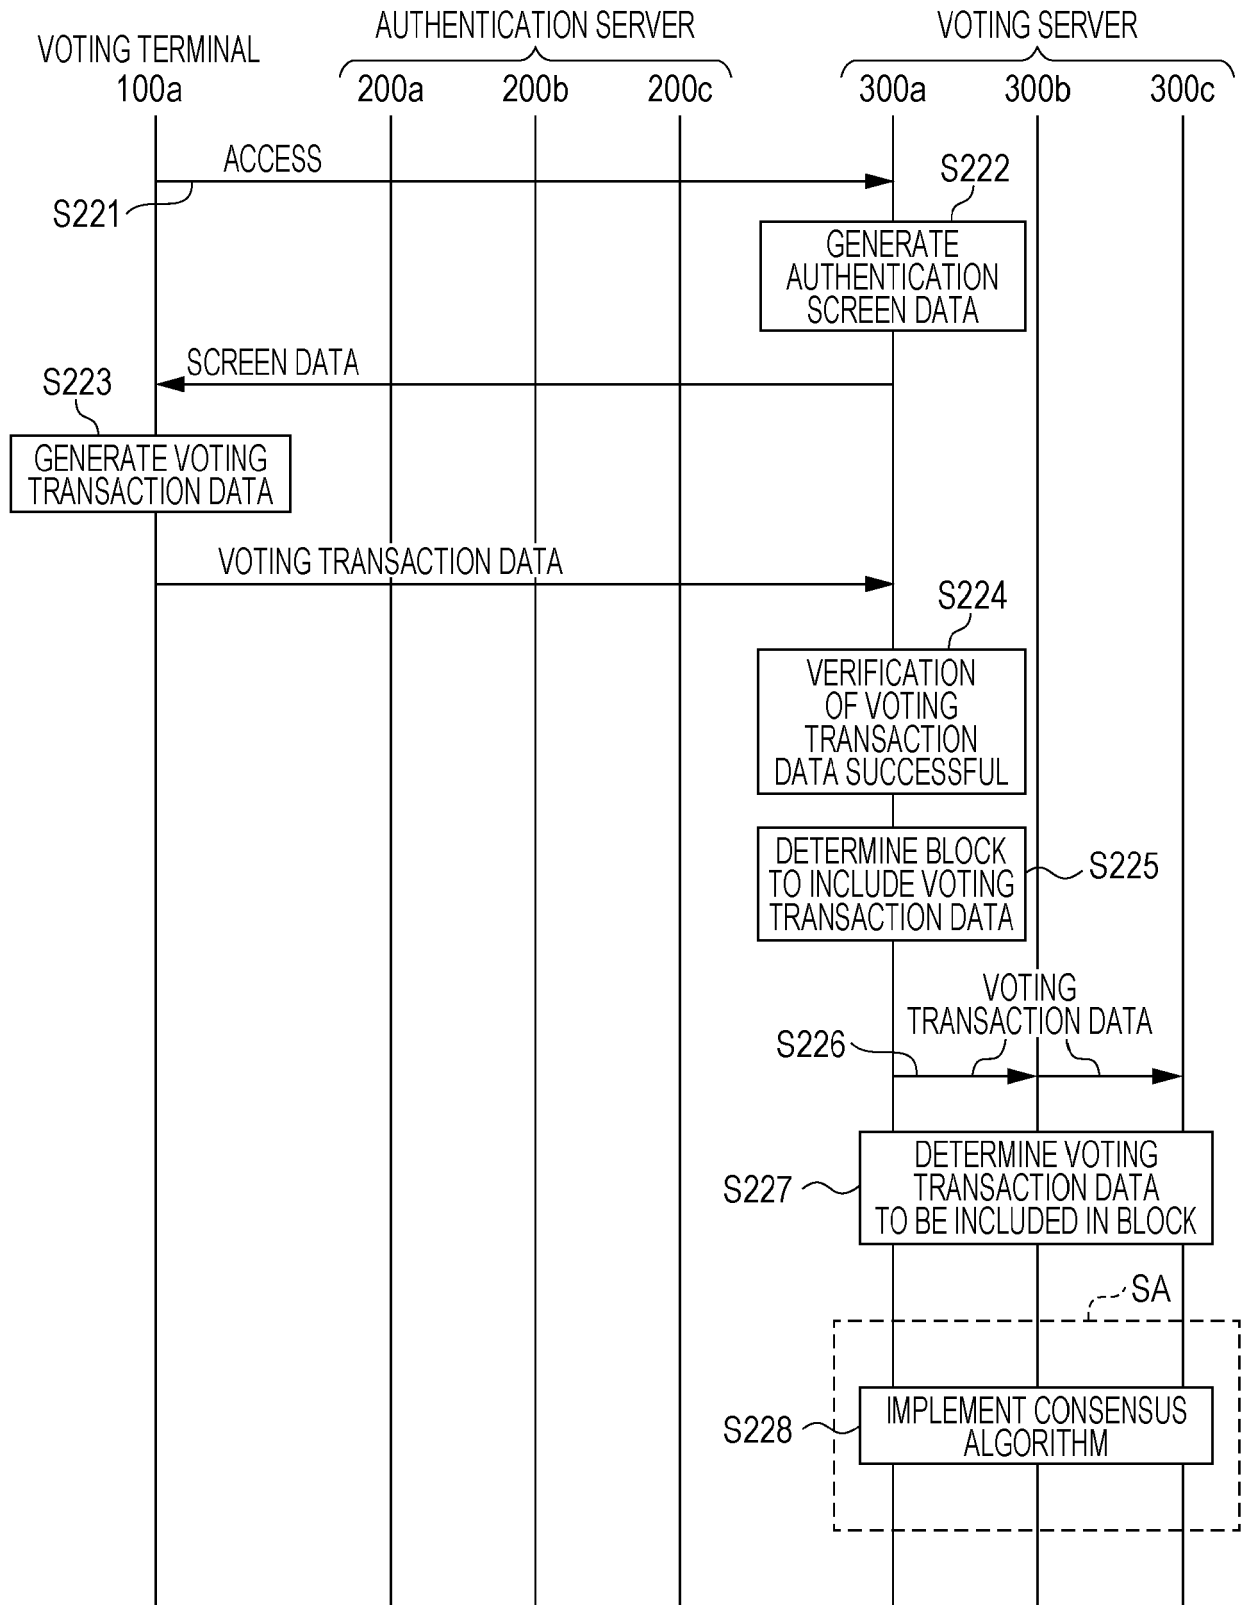 AUTHENTICATION SERVER
VOTING SERVER
VOTING TERMINAL
100a
200a
200b
200c
300a
300b
300c
ACCESS
S221
S222
GENERATE
AUTHENTICATION
SCREEN DATA
SCREEN DATA
S223
GENERATE VOTING
TRANSACTION DATA
VOTING TRANSACTION DATA
S224
VERIFICATION
OF VOTING
TRANSACTION
DATA SUCCESSFUL
DETERMINE BLOCK
TO INCLUDE VOTING
TRANSACTION DATA
S225
VOTING
TRANSACTION DATA
S226
DETERMINE VOTING
TRANSACTION DATA
TO BE INCLUDED IN BLOCK
S227
SA
IMPLEMENT CONSENSUS
ALGORITHM
S228